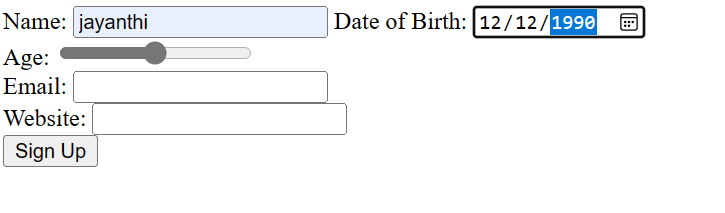 Name: jayanthi Date of Birth: 12/12/1990
Age:
Email:
Website:
Sign Up